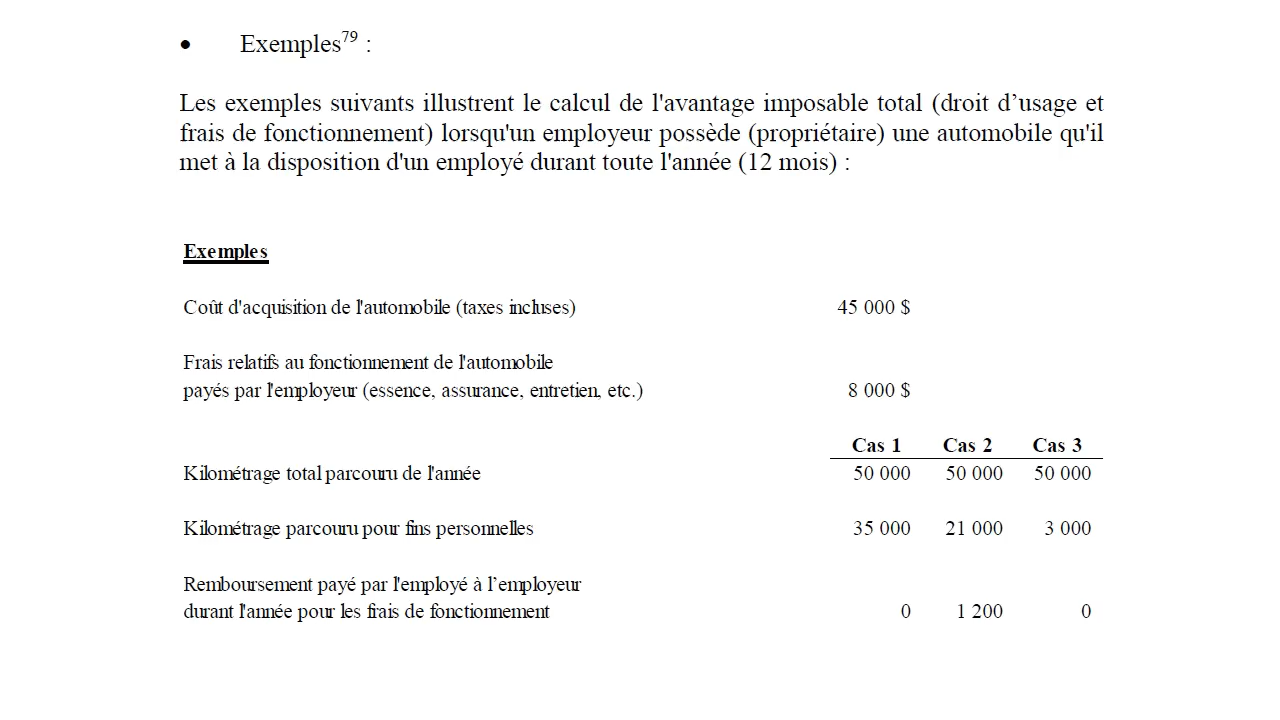 • Exemples79 :
Les exemples suivants illustrent le calcul de l'avantage imposable total (droit d’usage et
frais de fonctionnement) lorsqu'un employeur possède (propriétaire) une automobile qu'il
met à la disposition d'un employé durant toute l'année (12 mois) :
Exemples
Coût d'acquisition de l'automobile (taxes incluses) 45 000 $
Frais relatifs au fonctionnement de l'automobile
payés par l'employeur (essence, assurance, entretien, etc.) 8 000 $
Cas 1 Cas 2 Cas 3
Kilométrage total parcouru de l'année 50 000 50 000 50 000
Kilométrage parcouru pour fins personnelles 35 000 21 000 3 000
Remboursement payé par l'employé à l’employeur
durant l'année pour les frais de fonctionnement 0 1 200 0